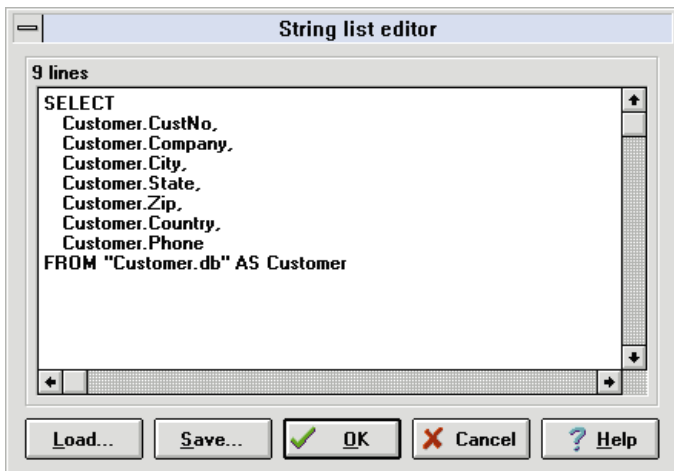 String list editor
9 lines
SELECT
Customer.CustNo,
Customer.Company,
Customer.City,
Customer.State,
Customer.Zip,
Customer.Country,
Customer.Phone
FROM "Customer.db" AS Customer
Load... Save... OK Cancel Help